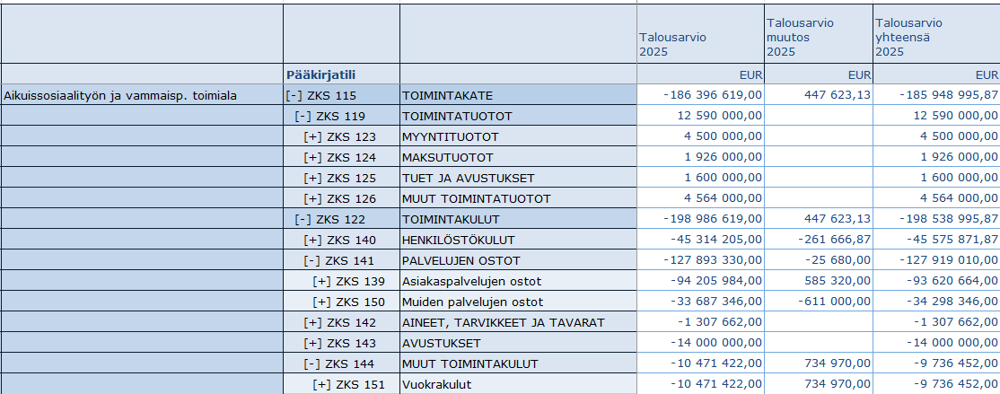 Talousarvio 2025 Talousarvio muutos 2025 Talousarvio yhteensä 2025
Pääkirjatili EUR EUR EUR
Aikuissosiaalityön ja vammaisp. toimiala [-] ZKS 115 TOIMINTAKATE -186 396 619,00 447 623,13 -185 948 995,87
[-] ZKS 119 TOIMINTATUOTOT 12 590 000,00 12 590 000,00
[+] ZKS 123 MYYNTITUOTOT 4 500 000,00 4 500 000,00
[+] ZKS 124 MAKSUTUOTOT 1 926 000,00 1 926 000,00
[+] ZKS 125 TUET JA AVUSTUKSET 1 600 000,00 1 600 000,00
[+] ZKS 126 MUUT TOIMINTATUOTOT 4 564 000,00 4 564 000,00
[-] ZKS 122 TOIMINTAKULUT -198 986 619,00 447 623,13 -198 538 995,87
[+] ZKS 140 HENKILÖSTÖKULUT -45 314 205,00 -261 666,87 -45 575 871,87
[-] ZKS 141 PALVELUJEN OSTOT -127 893 330,00 -25 680,00 -127 919 010,00
[+] ZKS 139 Asiakaspalvelujen ostot -94 205 984,00 585 320,00 -93 620 664,00
[+] ZKS 150 Muiden palvelujen ostot -33 687 346,00 -611 000,00 -34 298 346,00
[+] ZKS 142 AINEET, TARVIKKEET JA TAVARAT -1 307 662,00 -1 307 662,00
[+] ZKS 143 AVUSTUKSET -14 000 000,00 -14 000 000,00
[-] ZKS 144 MUUT TOIMINTAKULUT -10 471 422,00 734 970,00 -9 736 452,00
[+] ZKS 151 Vuokrakulut -10 471 422,00 734 970,00 -9 736 452,00